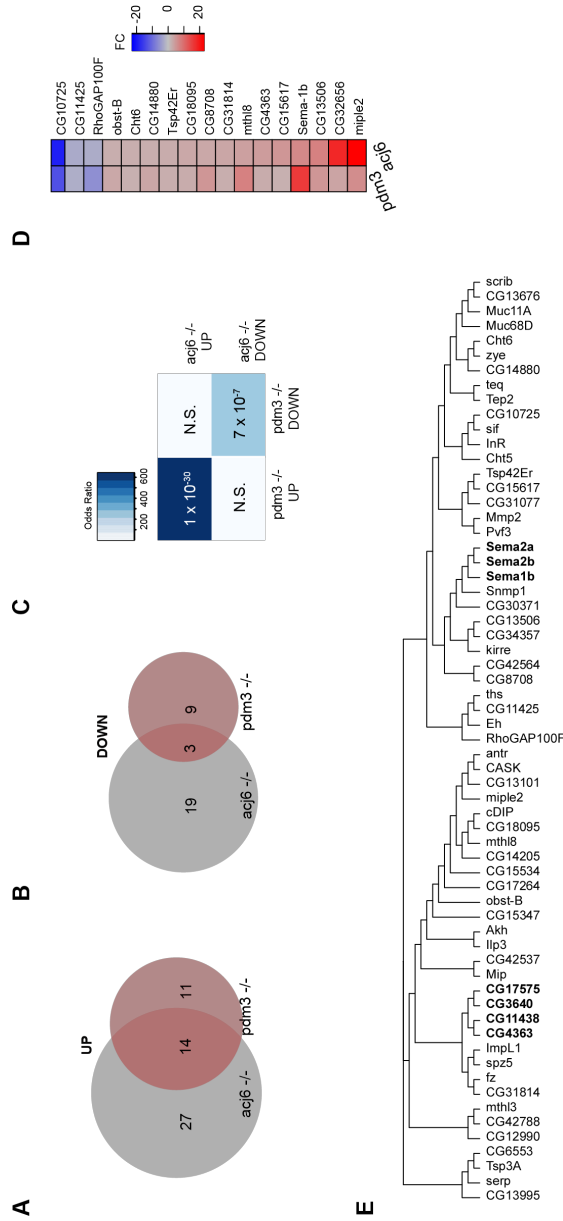 A
UP
27
14
11
acj6 -/-
pdm3 -/-
B
DOWN
19
3
9
acj6 -/-
pdm3 -/-
C
Odds Ratio
200
400
600
1 x 10-30
N.S.
N.S.
7 x 10-7
acj6 -/-
UP
acj6 -/-
DOWN
pdm3 -/-
UP
pdm3 -/-
DOWN
D
FC
-20
-10
0
10
20
CG10725
CG11425
RhoGAP100F
obst-B
Cht6
CG14880
Tsp42Er
CG18095
CG8708
CG31814
mthl8
CG4363
CG15617
Sema-1b
CG13506
CG32656
miple2
pdm3
acj6
E
CG13995
serp
Tsp3A
CG6553
CG12990
CG42788
mthl3
CG31814
fz
spz5
ImpL1
CG4363
CG11438
CG3640
CG17575
Mip
CG42537
Ilp3
Akh
CG15347
obst-B
CG17264
CG15534
CG14205
mthl8
CG18095
cDIP
miple2
CG13101
CASK
antr
RhoGAP100F
Eh
CG11425
ths
CG8708
CG42564
kirre
CG34357
CG13506
CG30371
Snmp1
Sema1b
Sema2b
Sema2a
Pvf3
Mmp2
CG31077
CG15617
Tsp42Er
Cht5
InR
sif
CG10725
Tep2
teq
CG14880
zye
Cht6
Muc68D
Muc11A
CG13676
scrib